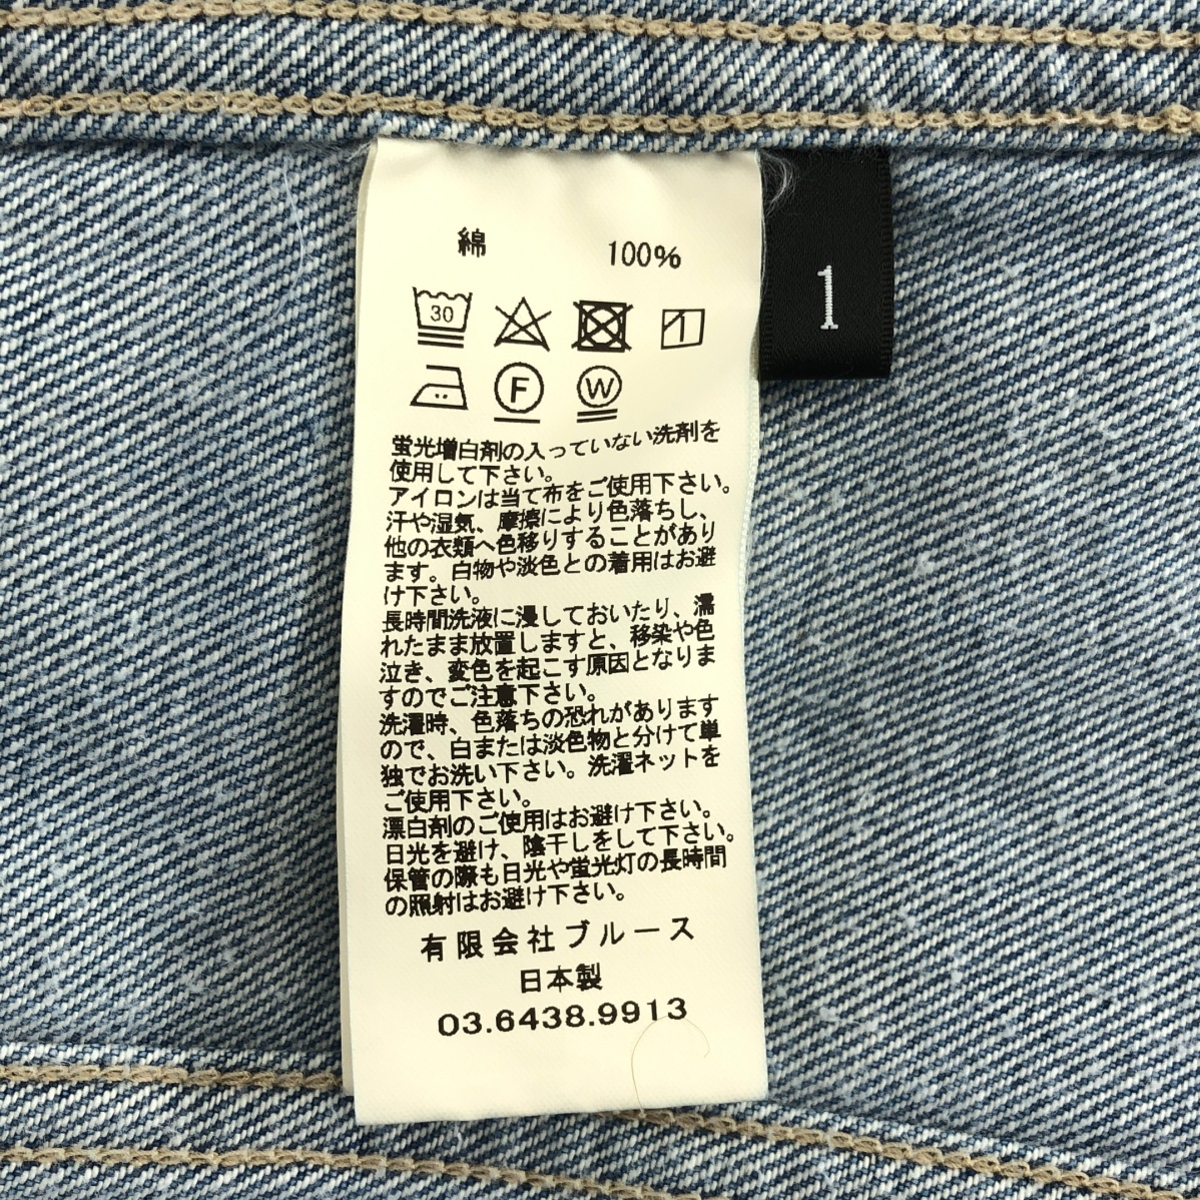 綿 100%
1
30
F W
蛍光増白剤の入っていない洗剤を
使用して下さい。
アイロンは当て布をご使用下さい。
汗や湿気、摩擦により色落ちし、
他の衣類へ色移りすることがあり
ます。白物や淡色との着用はお避
け下さい。
長時間洗液に浸しておいたり、濡
れたまま放置しますと、移染や色
泣き、変色を起こす原因となりま
すのでご注意下さい。
洗濯時、色落ちの恐れがあります
ので、白または淡色物と分けて単
独でお洗い下さい。洗濯ネットを
ご使用下さい。
漂白剤のご使用はお避け下さい。
日光を避け、陰干しをして下さい。
保管の際も日光や蛍光灯の長時間
の照射はお避け下さい。
有限会社ブルース
日本製
03.6438.9913